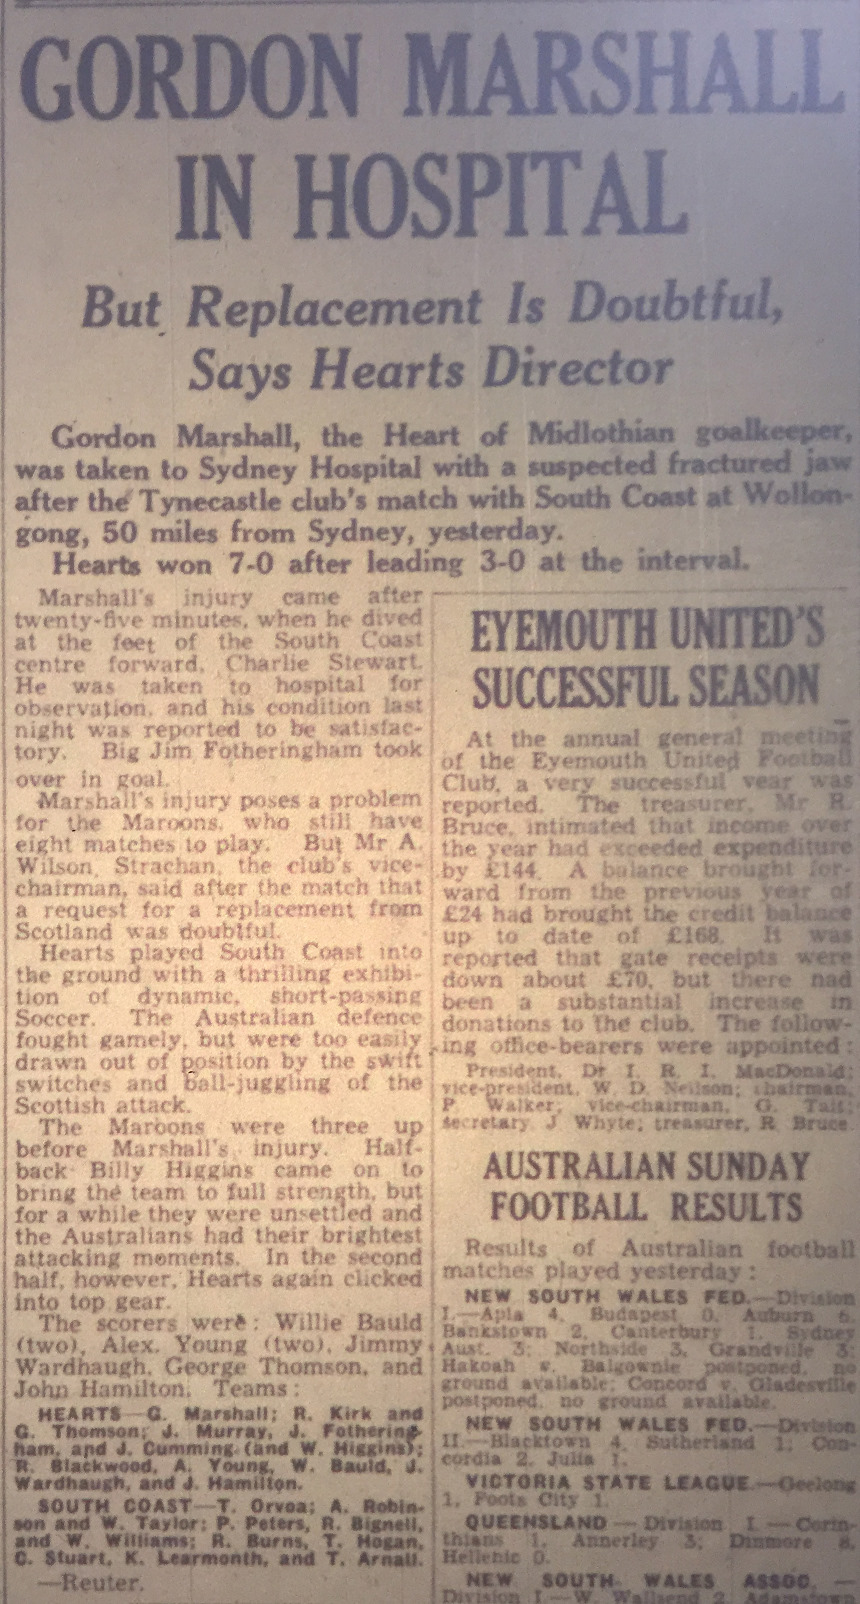 GORDON MARSHALL
IN HOSPITAL
But Replacement Is Doubtful,
Says Hearts Director
Gordon Marshall, the Heart of Midlothian goalkeeper,
was taken to Sydney Hospital with a suspected fractured jaw
after the Tynecastle club's match with South Coast at Wollon-
gong, 50 miles from Sydney, yesterday.
Hearts won 7-0 after leading 3-0 at the interval.
Marshall's injury came after
twenty-five minutes, when he dived
at the feet of the South Coast
centre forward, Charlie Stewart.
He was taken to hospital for
observation, and his condition last
night was reported to be satisfac-
tory. Big Jim Fotheringham took
over in goal.
Marshall's injury poses a problem
for the Maroons, who still have
eight matches to play. But Mr A.
Wilson, Strachan, the club's vice-
chairman, said after the match that
a request for a replacement from
Scotland was doubtful.
Hearts played South Coast into
the ground with a thrilling exhibi-
tion of dynamic, short-passing
Soccer. The Australian defence
fought gamely, but were too easily
drawn out of position by the swift
switches and ball-juggling of the
Scottish attack.
The Maroons were three up
before Marshall's injury. Half-
back Billy Higgins came on to
bring the team to full strength, but
for a while they were unsettled and
the Australians had their brightest
attacking moments. In the second
half, however, Hearts again clicked
into top gear.
The scorers were: Willie Bauld
(two), Alex. Young (two), Jimmy
Wardhaugh, George Thomson, and
John Hamilton. Teams:
HEARTS—G. Marshall; R. Kirk and
G. Thomson; J. Murray, J. Fothering-
ham, and J. Cumming (and W. Higgins);
R. Blackwood, A. Young, W. Bauld, J.
Wardhaugh, and J. Hamilton.
SOUTH COAST—T. Orvoa; A. Robin-
son and W. Taylor; P. Peters, R. Bignell,
and W. Williams; R. Burns, T. Hogan,
C. Stuart, K. Learmonth, and T. Arnall.
—Reuter.
EYEMOUTH UNITED'S
SUCCESSFUL SEASON
At the annual general meeting
of the Eyemouth United Football
Club, a very successful year was
reported. The treasurer, Mr R.
Bruce, intimated that income over
the year had exceeded expenditure
by £144. A balance brought for-
ward from the previous year of
£24 had brought the credit balance
up to date of £168. It was
reported that gate receipts were
down about £70, but there had
been a substantial increase in
donations to the club. The follow-
ing office-bearers were appointed:
President, Dr I. R. I. MacDonald;
vice-president, W. D. Neilson; chairman,
P. Walker; vice-chairman, G. Tait;
secretary, J. Whyte; treasurer, R. Bruce.
AUSTRALIAN SUNDAY
FOOTBALL RESULTS
Results of Australian football
matches played yesterday:
NEW SOUTH WALES FED.—Division
I.—Apia 4, Budapest 0, Auburn 6,
Bankstown 2, Canterbury 1, Sydney
Aust. 3; Northside 3, Grandville 3;
Hakoah v. Balgownie postponed, no
ground available; Concord v. Gladesville
postponed, no ground available.
NEW SOUTH WALES FED.—Division
II.—Blacktown 4, Sutherland 1; Con-
cordia 2, Julia 1.
VICTORIA STATE LEAGUE.—Geelong
1, Foots City 1.
QUEENSLAND — Division I. — Corin-
thians 1, Annerley 3; Dinmore 8,
Hellenic 0.
NEW SOUTH WALES ASSOC. —
Division I.—W. Wallsend 2, Adamstown